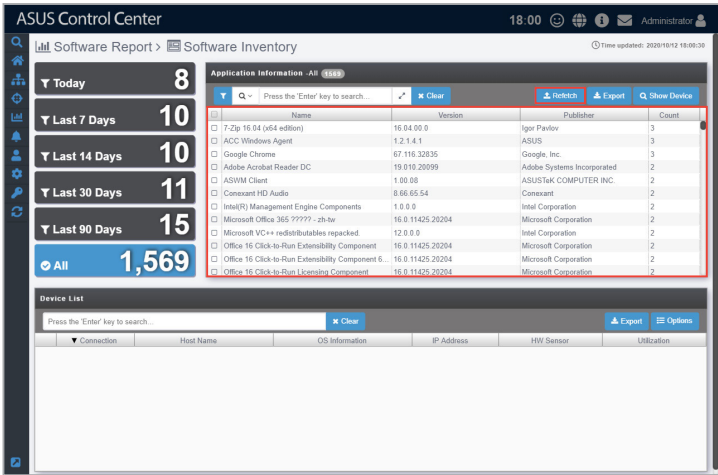 ASUS Control Center
18:00 Administrator
Software Report > Software Inventory
Time updated: 2020/10/12 18:00:30
Today 8
Last 7 Days 10
Last 14 Days 10
Last 30 Days 11
Last 90 Days 15
All 1,569
Application Information -All 1569
Press the 'Enter' key to search... Clear Refetch Export Show Device
Name Version Publisher Count
7-Zip 16.04 (x64 edition) 16.04.00.0 Igor Pavlov 3
ACC Windows Agent 1.2.1.4.1 ASUS 3
Google Chrome 67.116.32835 Google, Inc. 3
Adobe Acrobat Reader DC 19.010.20099 Adobe Systems Incorporated 2
ASWM Client 1.00.08 ASUSTeK COMPUTER INC. 2
Conexant HD Audio 8.66.65.54 Conexant 2
Intel(R) Management Engine Components 1.0.0.0 Intel Corporation 2
Microsoft Office 365 ????? - zh-tw 16.0.11425.20204 Microsoft Corporation 2
Microsoft VC++ redistributables repacked. 12.0.0.0 Intel Corporation 2
Office 16 Click-to-Run Extensibility Component 16.0.11425.20204 Microsoft Corporation 2
Office 16 Click-to-Run Extensibility Component 6... 16.0.11425.20204 Microsoft Corporation 2
Office 16 Click-to-Run Licensing Component 16.0.11425.20204 Microsoft Corporation 2
Device List
Press the 'Enter' key to search... Clear Export Options
Connection Host Name OS Information IP Address HW Sensor Utilization